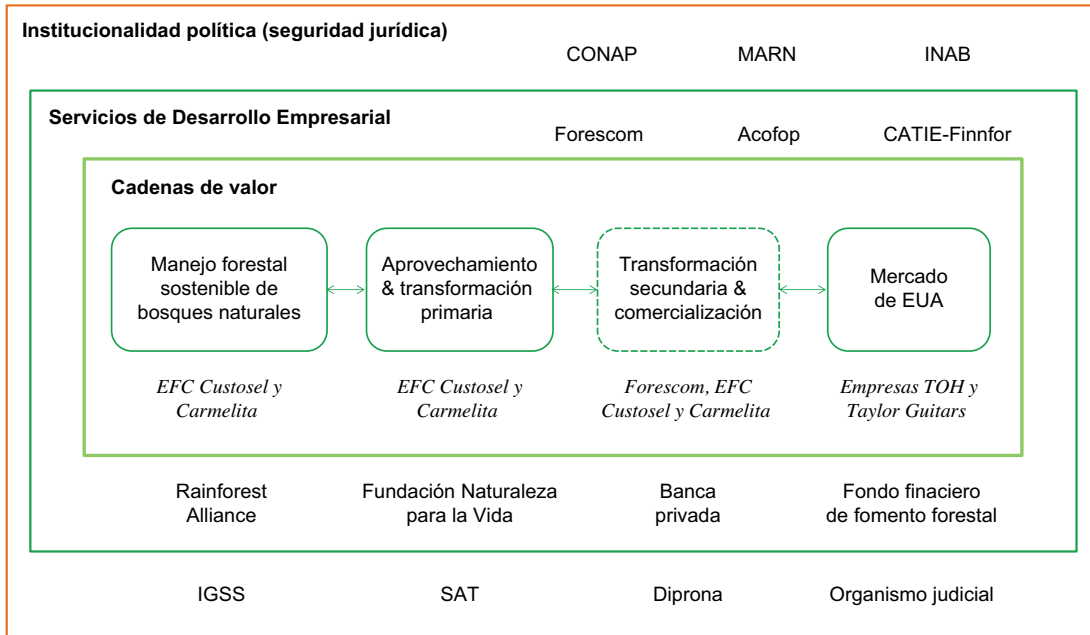 Institucionalidad política (seguridad jurídica)
CONAP MARN INAB
Servicios de Desarrollo Empresarial
Forescom Acofop CATIE-Finnfor
Cadenas de valor
Manejo forestal
sostenible de
bosques naturales
Aprovechamiento
& transformación
primaria
Transformación
secundaria &
comercialización
Mercado
de EUA
EFC Custosel y
Carmelita
EFC Custosel y
Carmelita
Forescom, EFC
Custosel y Carmelita
Empresas TOH y
Taylor Guitars
Rainforest
Alliance
Fundación Naturaleza
para la Vida
Banca
privada
Fondo finaciero
de fomento forestal
IGSS SAT Diprona Organismo judicial